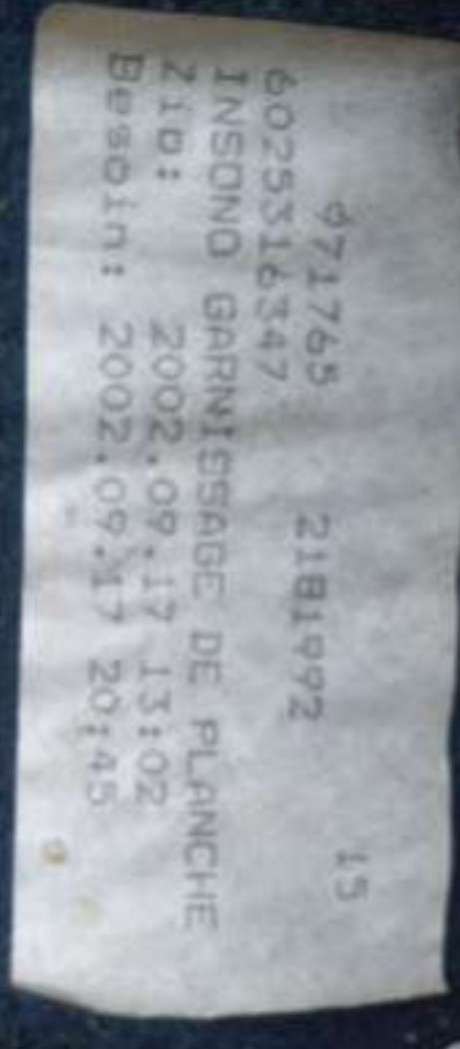 971765 2181992 15
6025316347
INSONO GARNISSAGE DE PLANCHE
Zip: 2002.09.17 13:02
Besoin: 2002.09.17 20:45